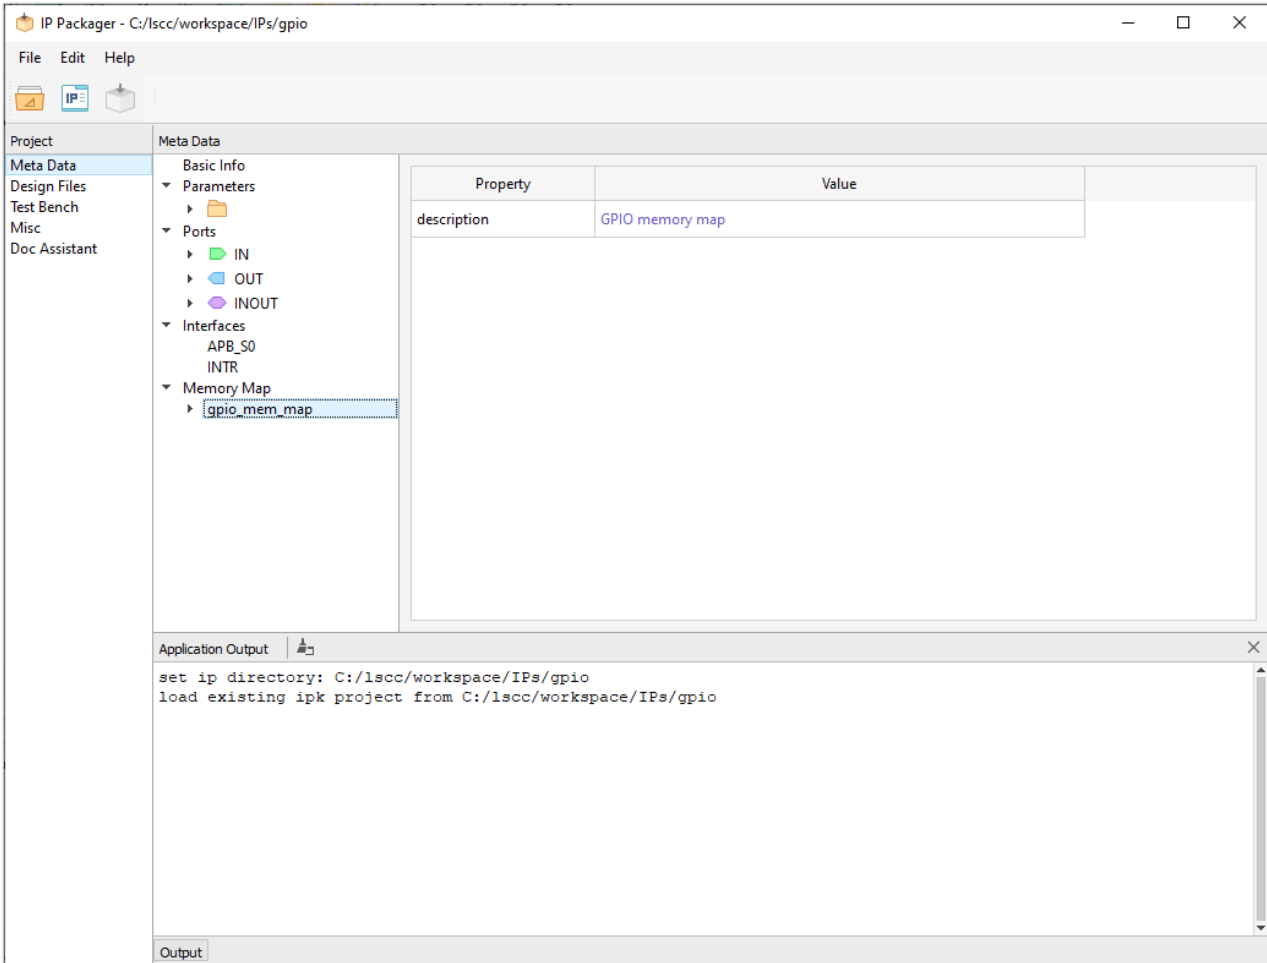 IP Packager - C:/lscc/workspace/IPs/gpio
File Edit Help
IP
Project
Meta Data
Design Files
Test Bench
Misc
Doc Assistant
Meta Data
Basic Info
Parameters
Ports
IN
OUT
INOUT
Interfaces
APB_S0
INTR
Memory Map
gpio_mem_map
Property Value
description GPIO memory map
Application Output
set ip directory: C:/lscc/workspace/IPs/gpio
load existing ipk project from C:/lscc/workspace/IPs/gpio
Output